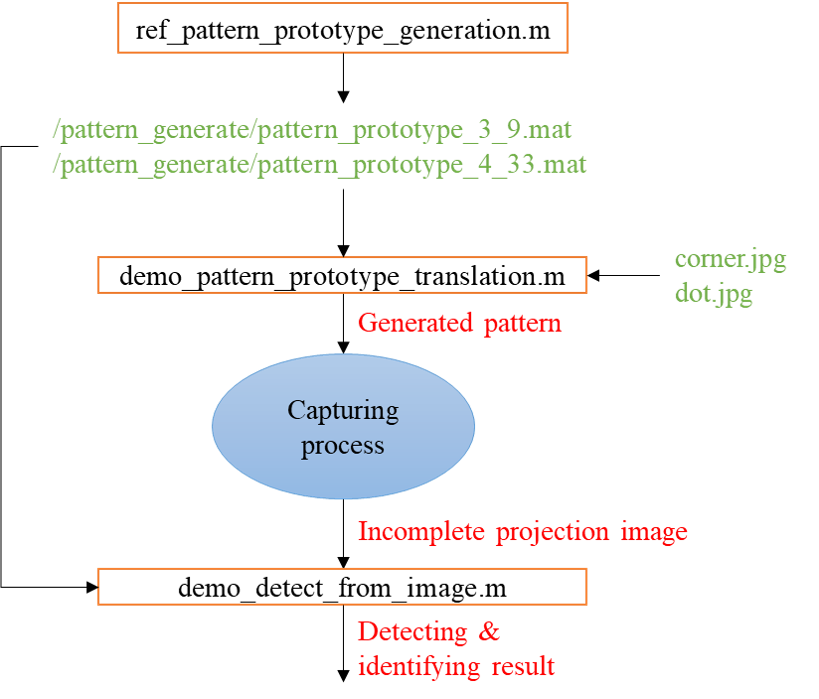 ref_pattern_prototype_generation.m
/pattern_generate/pattern_prototype_3_9.mat
/pattern_generate/pattern_prototype_4_33.mat
demo_pattern_prototype_translation.m
corner.jpg
dot.jpg
Generated pattern
Capturing
process
Incomplete projection image
demo_detect_from_image.m
Detecting &
identifying result